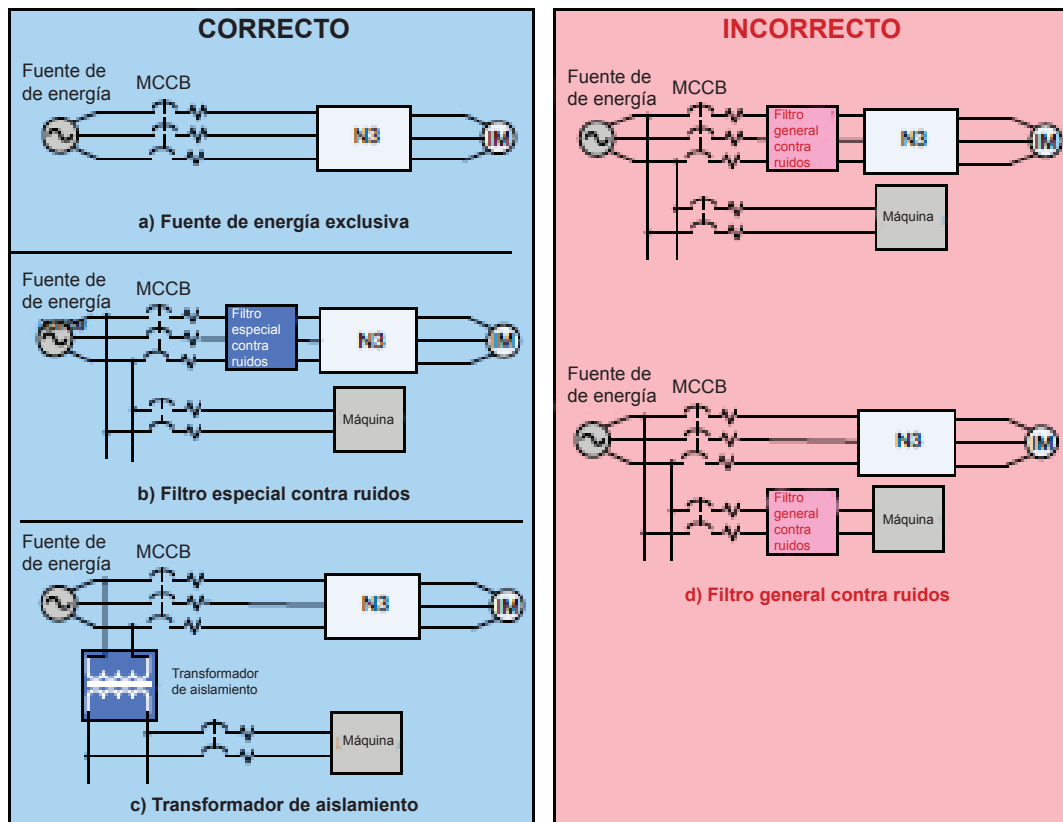 CORRECTO
Fuente de
de energía
MCCB
N3
IM
a) Fuente de energía exclusiva
Fuente de
de energía
MCCB
Filtro
especial
contra
ruidos
N3
IM
Máquina
b) Filtro especial contra ruidos
Fuente de
de energía
MCCB
N3
IM
Transformador
de aislamiento
Máquina
c) Transformador de aislamiento
INCORRECTO
Fuente de
de energía
MCCB
Filtro
general
contra
ruidos
N3
IM
Máquina
Fuente de
de energía
MCCB
N3
IM
Filtro
general
contra
ruidos
Máquina
d) Filtro general contra ruidos